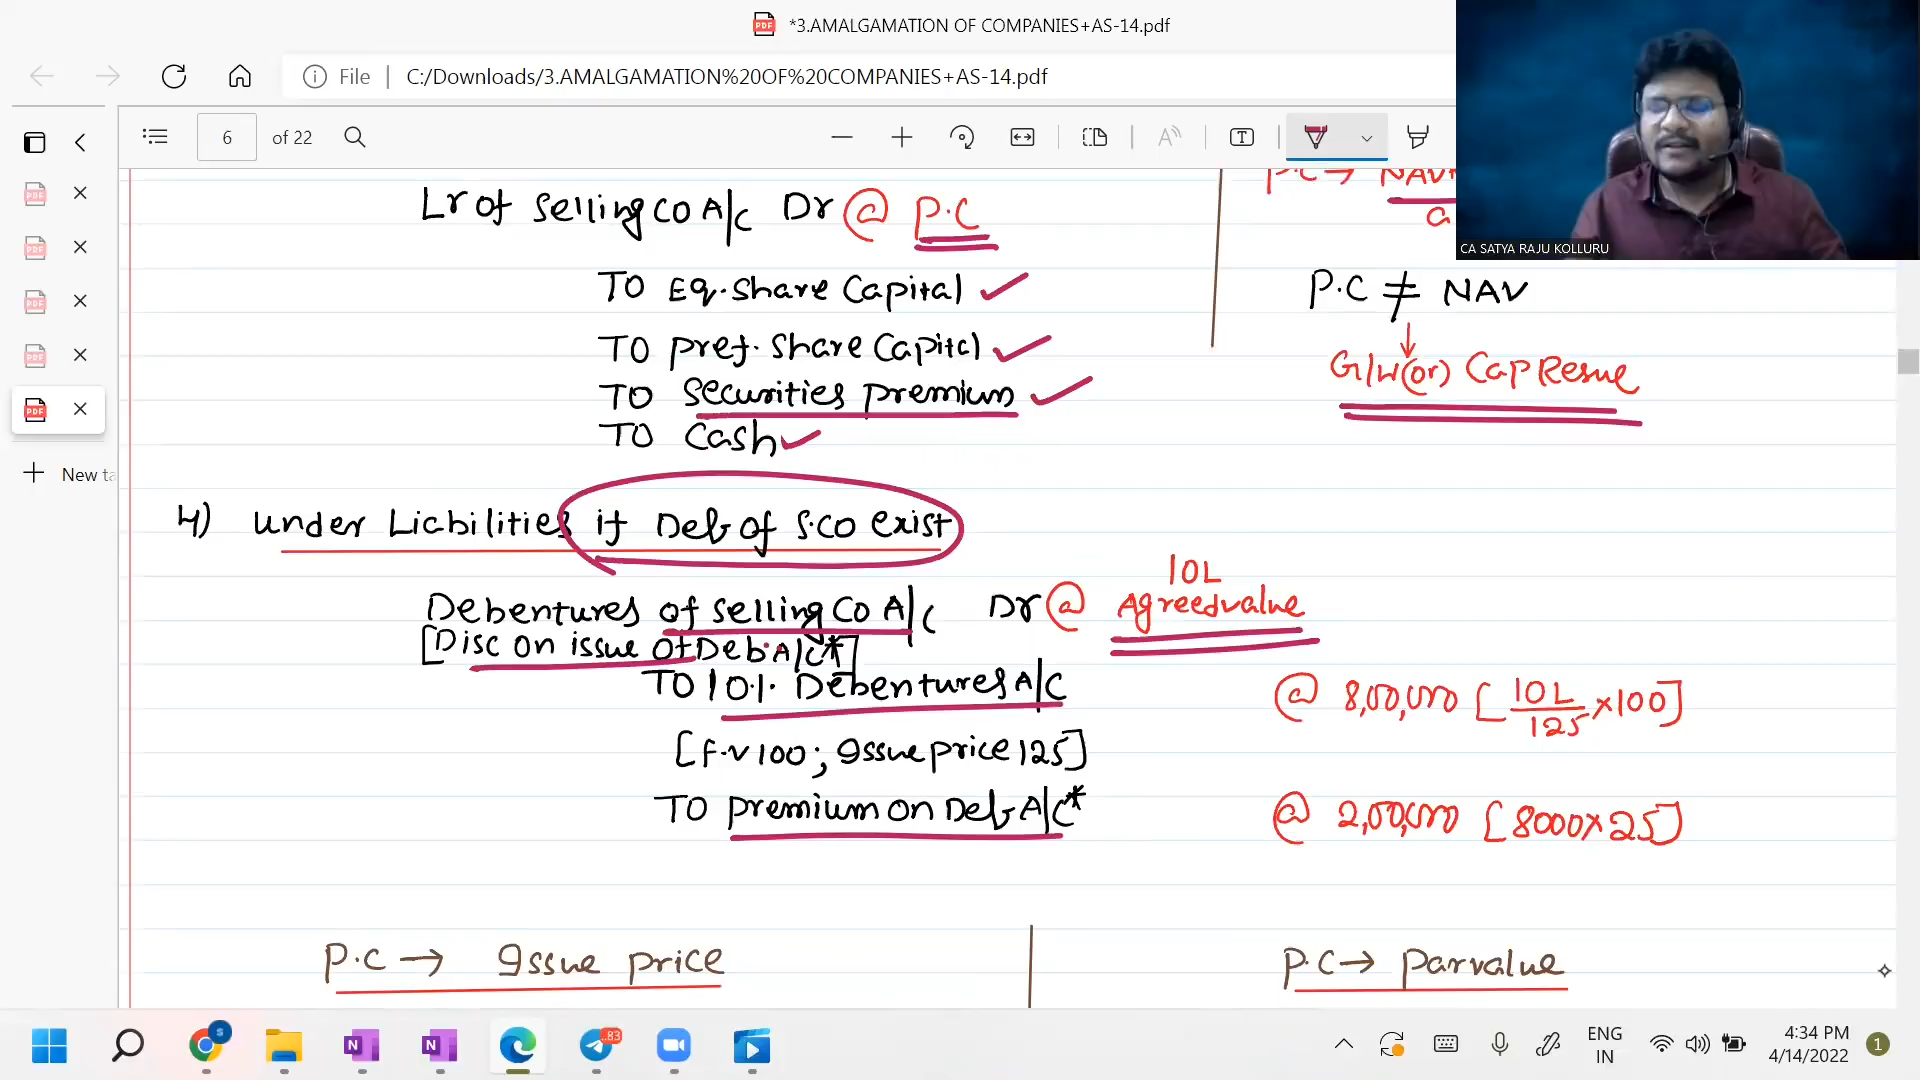 *3.AMALGAMATION OF COMPANIES+AS-14.pdf
File | C:/Downloads/3.AMALGAMATION%20OF%20COMPANIES+AS-14.pdf
6 of 22
CA SATYA RAJU KOLLURU
New ta
Lr of selling co A/c Dr @ P.C
P.C → NAV
a
TO Eq. share Capital
P.C ≠ NAV
TO pref. share Capital
G/W (or) Cap Resue
TO securities premium
TO Cash
4) under Liabilities if Deb of S.CO exist
10L
Debentures of selling Co A/c Dr @ Agreedvalue
[Disc on issue of Deb A/C*]
TO 10%. Debentures A/C @ 8,00,000 [10L/125 × 100]
[F.V 100; Issue price 125]
TO premium on Deb A/C* @ 2,00,000 [8000 × 25]
P.C → Issue price
P.C → parvalue
83
ENG
IN
4:34 PM
4/14/2022
1